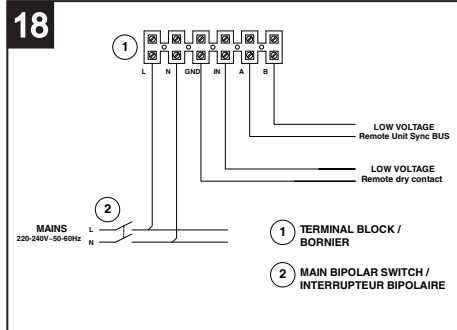 18
1
L N GND IN A B
LOW VOLTAGE
Remote Unit Sync BUS
LOW VOLTAGE
Remote dry contact
2
MAINS
220-240V~50-60Hz
L
N
1 TERMINAL BLOCK /
BORNIER
2 MAIN BIPOLAR SWITCH /
INTERRUPTEUR BIPOLAIRE